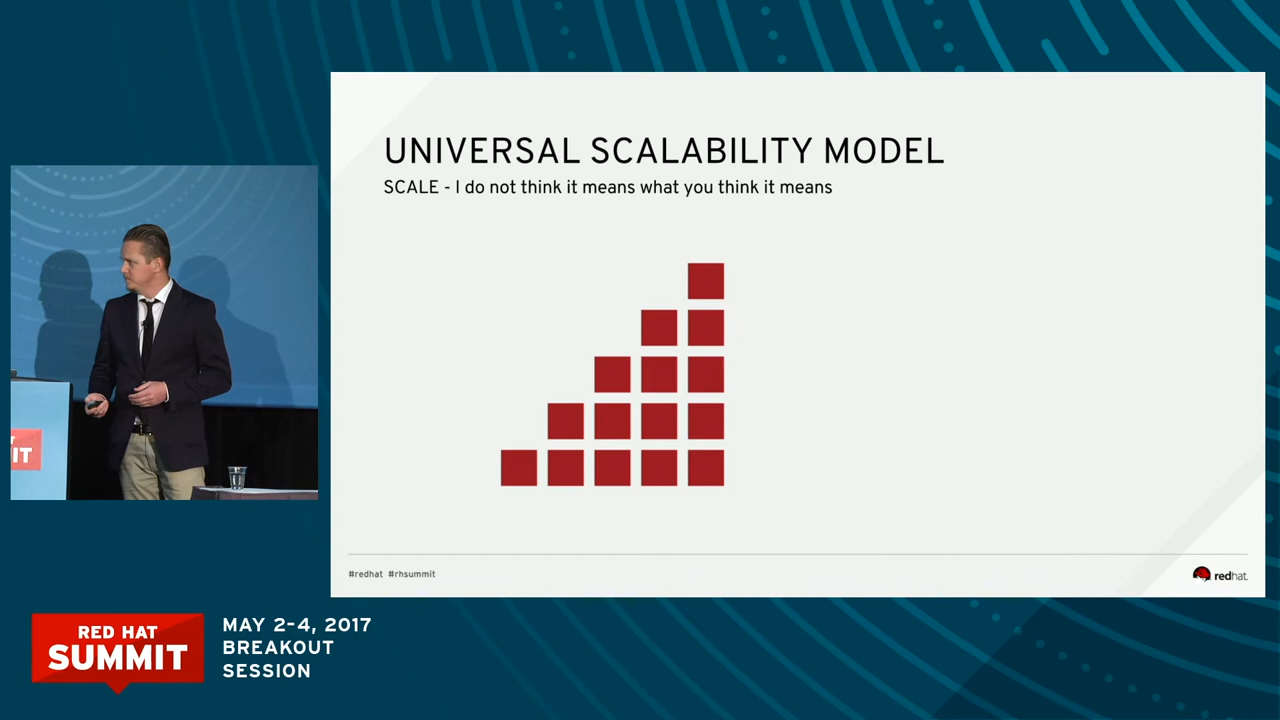 UNIVERSAL SCALABILITY MODEL
SCALE - I do not think it means what you think it means
IT
#redhat #rhsummit
redhat.
RED HAT
SUMMIT
MAY 2-4, 2017
BREAKOUT
SESSION